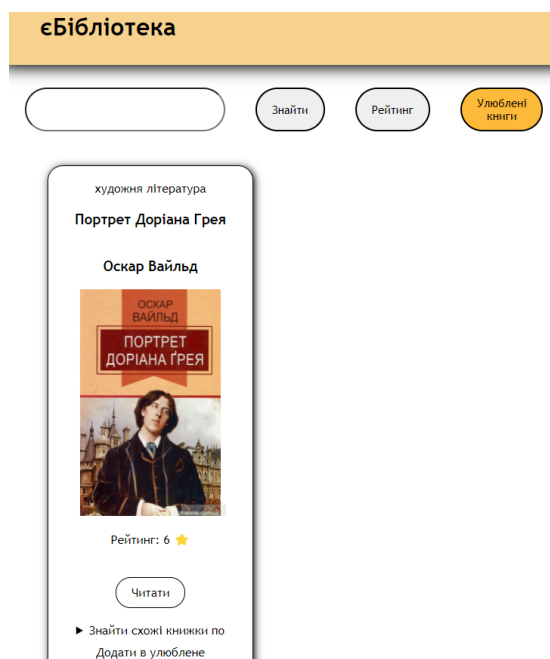 єБібліотека
Знайти
Рейтинг
Улюблені
книги
художня література
Портрет Доріана Грея
Оскар Вайльд
ОСКАР
ВАЙЛЬД
ПОРТРЕТ
ДОРІАНА ҐРЕЯ
Рейтинг: 6 ⭐
Читати
▶ Знайти схожі книжки по
Додати в улюблене